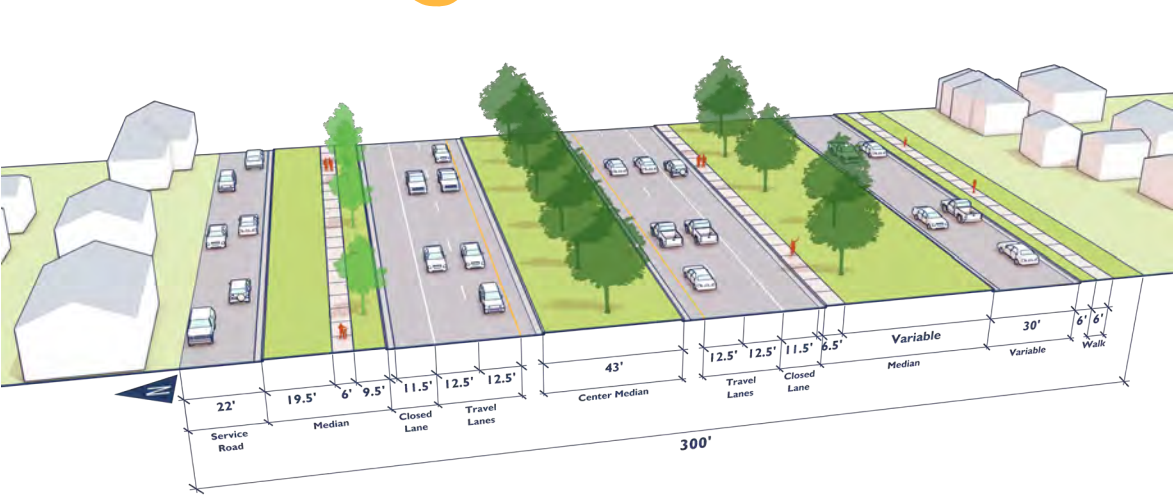 N
22'
Service
Road
19.5'
6'
9.5'
Median
11.5'
Closed
Lane
12.5'
12.5'
Travel
Lanes
43'
Center Median
12.5'
12.5'
Travel
Lanes
11.5'
Closed
Lane
6.5'
Variable
Median
30'
Variable
6'
6'
Walk
300'